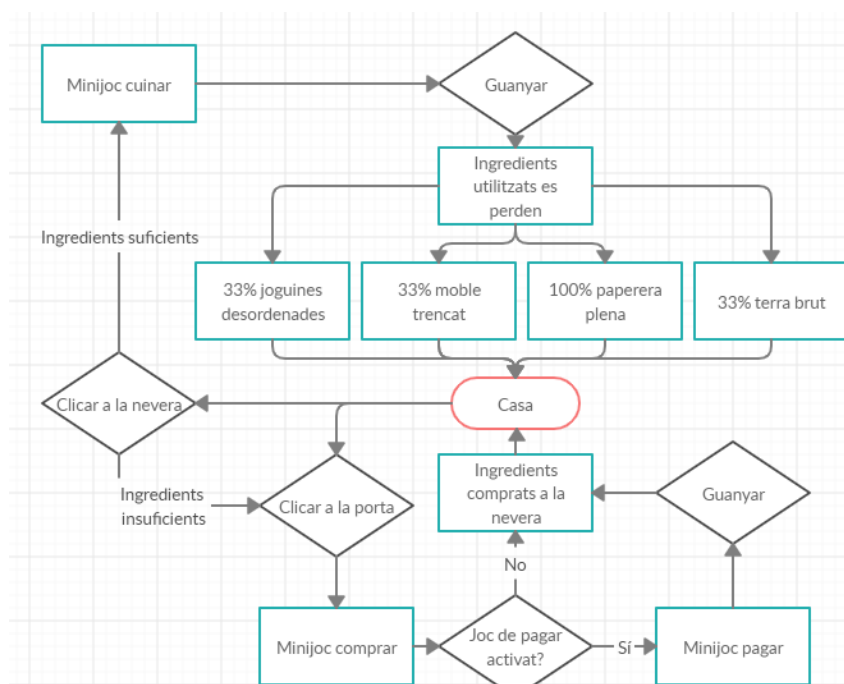 Minijoc cuinar
Guanyar
Ingredients
utilitzats es
perden
Ingredients suficients
33% joguines
desordenades
33% moble
trencat
100% paperera
plena
33% terra brut
Clicar a la nevera
Casa
Ingredients
insuficients
Clicar a la porta
Ingredients
comprats a la
nevera
Guanyar
No
Minijoc comprar
Joc de pagar
activat?
Sí
Minijoc pagar